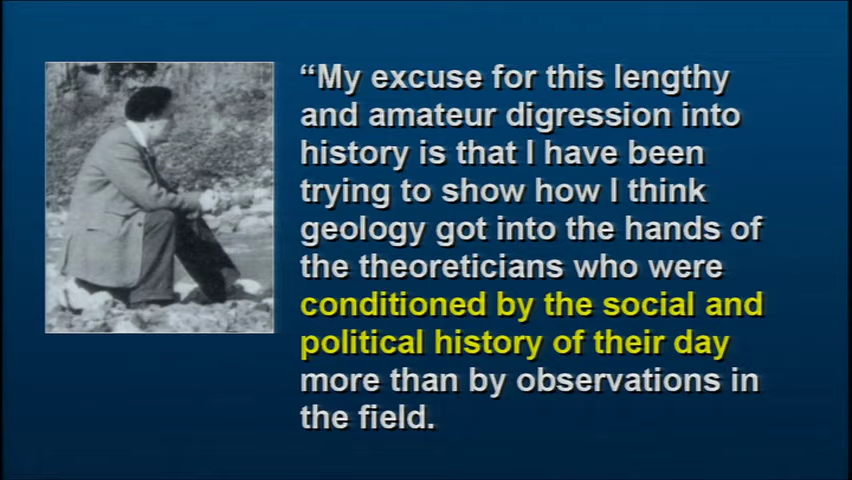 “My excuse for this lengthy
and amateur digression into
history is that I have been
trying to show how I think
geology got into the hands of
the theoreticians who were
conditioned by the social and
political history of their day
more than by observations in
the field.